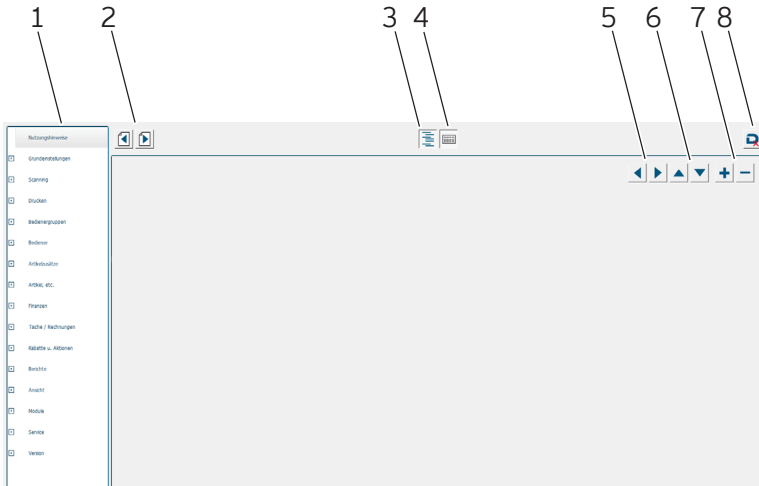 1 2 3 4 5 6 7 8
Nutzungshinweise
Grundeinstellungen
Scanning
Drucken
Bedienergruppen
Bediener
Artikelzusätze
Artikel, etc.
Finanzen
Tische / Rechnungen
Rabatte u. Aktionen
Berichte
Ansicht
Module
Service
Version